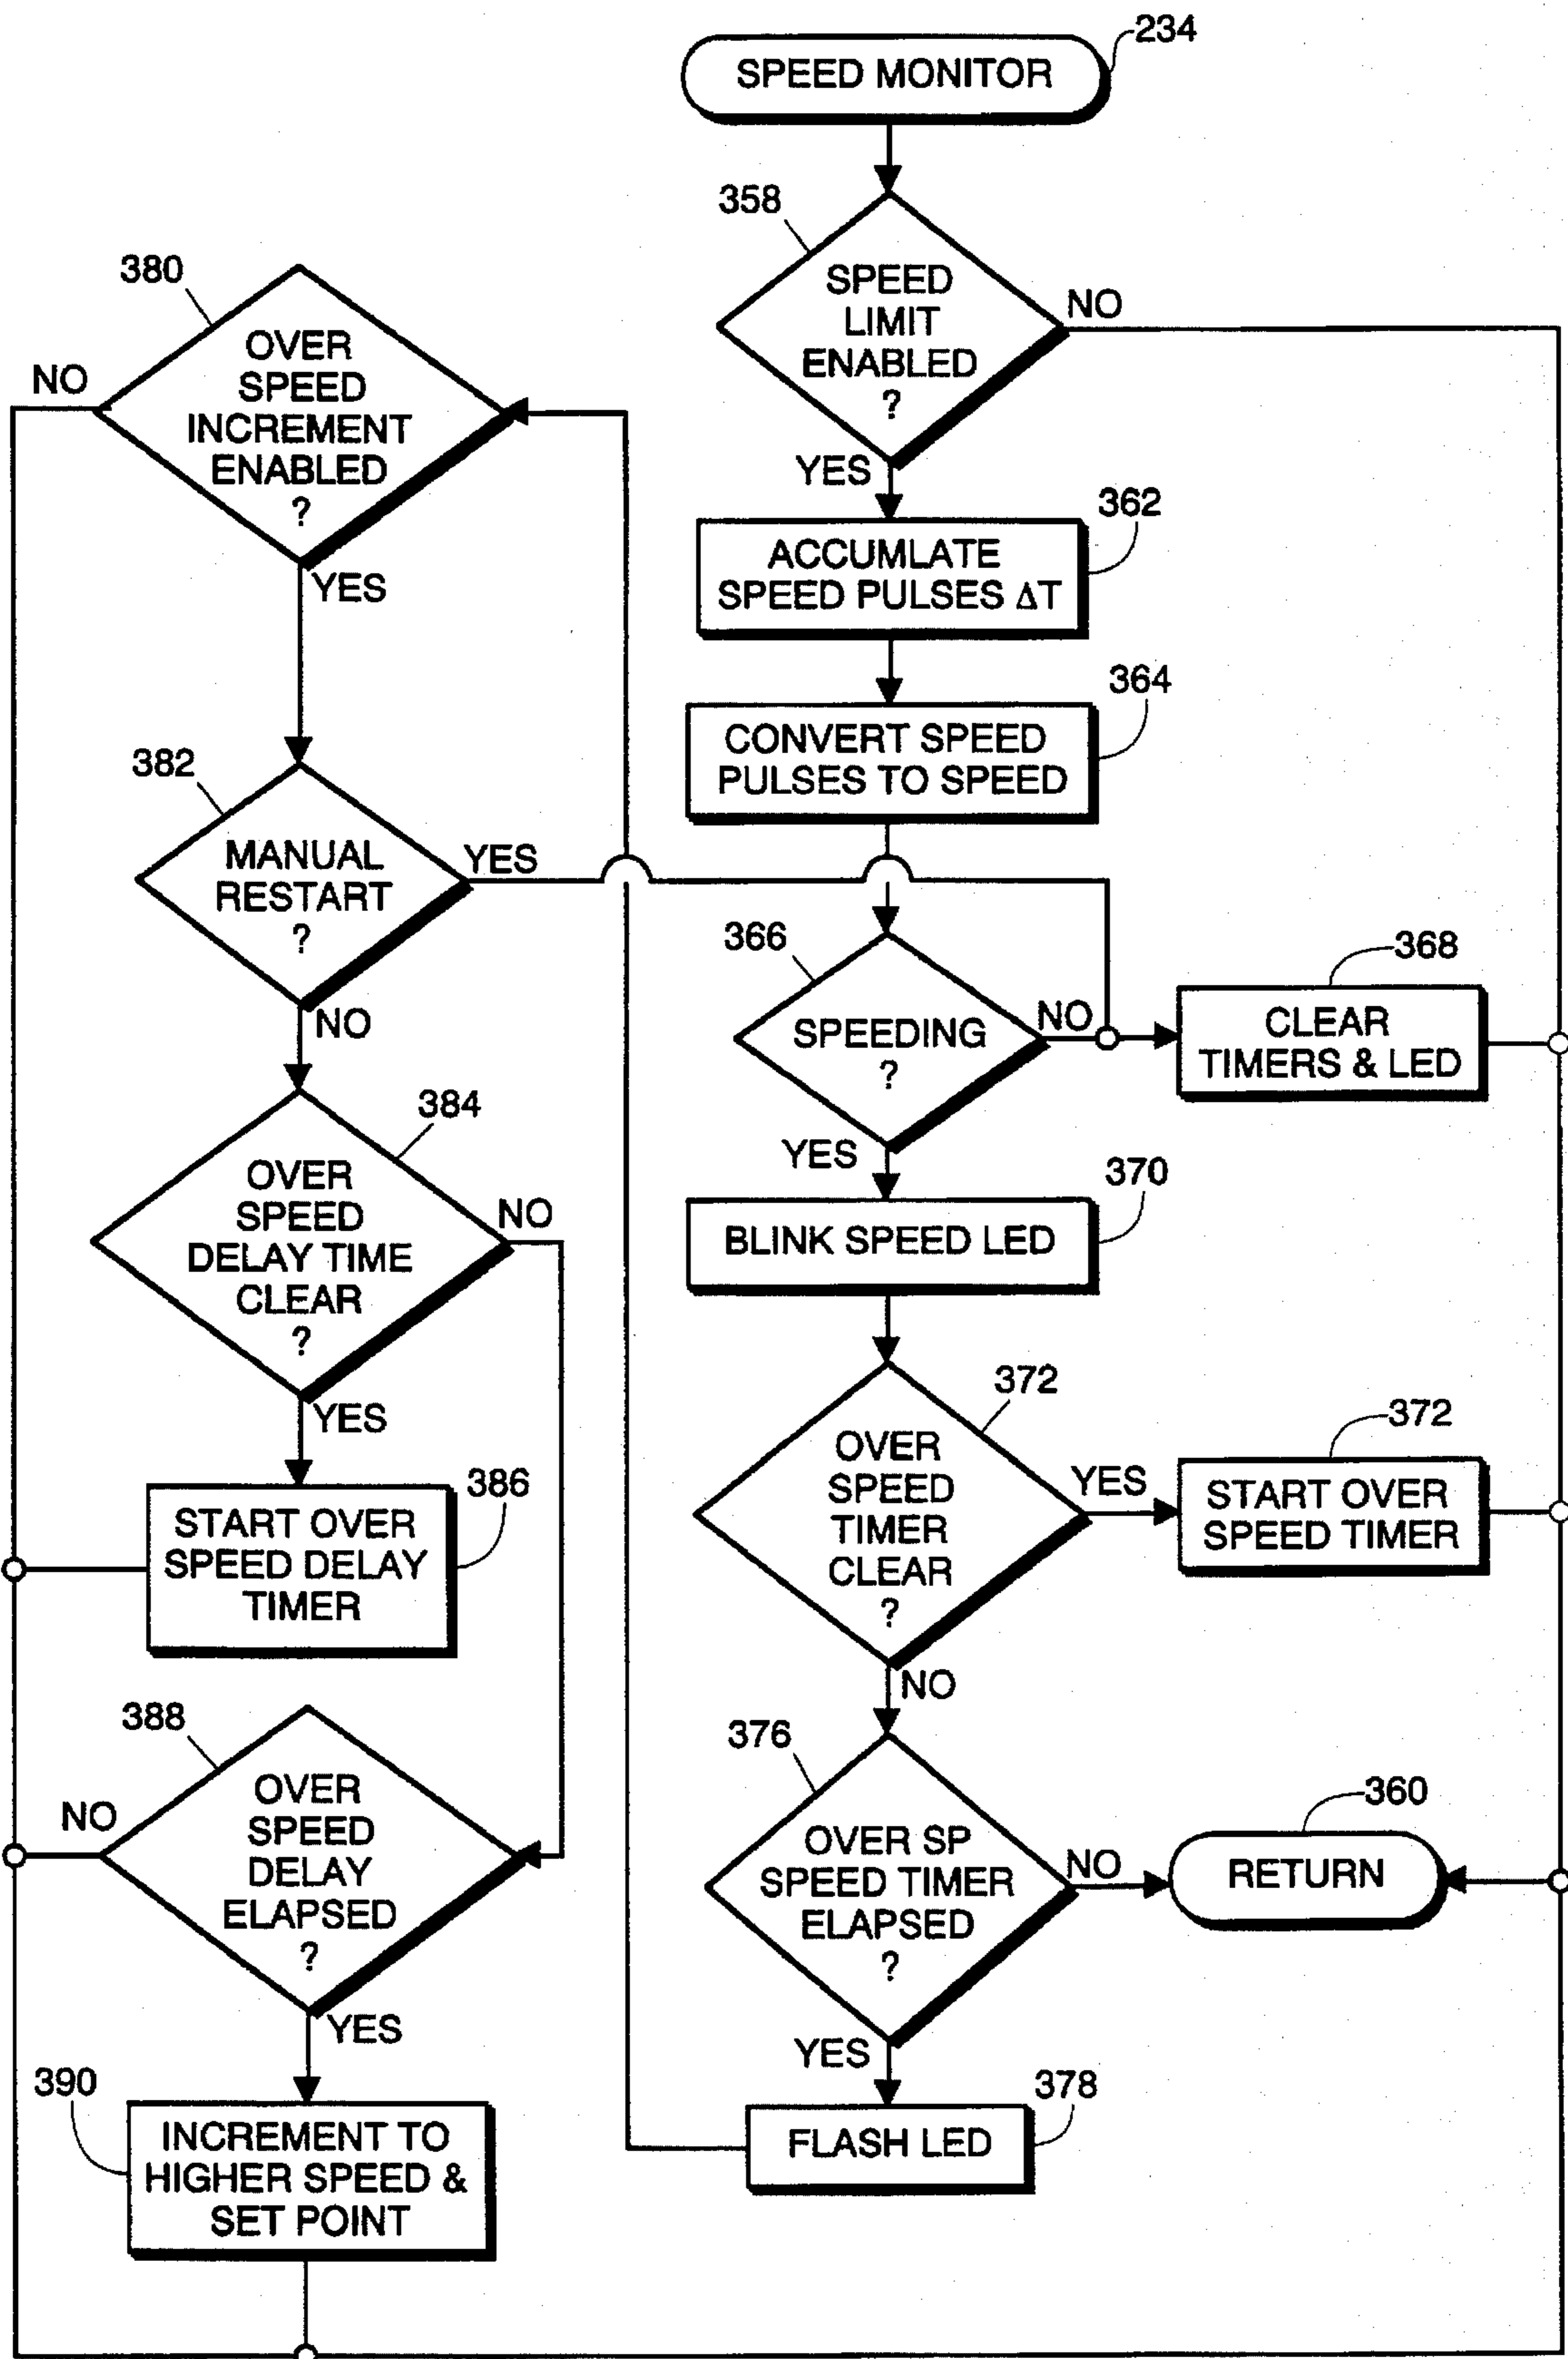 234
SPEED MONITOR
358
SPEED
LIMIT
ENABLED
?
NO
YES
362
ACCUMLATE
SPEED PULSES ΔT
364
CONVERT SPEED
PULSES TO SPEED
366
SPEEDING
?
NO
368
CLEAR
TIMERS & LED
YES
370
BLINK SPEED LED
372
OVER
SPEED
TIMER
CLEAR
?
YES
372
START OVER
SPEED TIMER
NO
376
OVER SP
SPEED TIMER
ELAPSED
?
NO
360
RETURN
YES
378
FLASH LED
380
OVER
SPEED
INCREMENT
ENABLED
?
NO
YES
382
MANUAL
RESTART
?
YES
NO
384
OVER
SPEED
DELAY TIME
CLEAR
?
NO
YES
386
START OVER
SPEED DELAY
TIMER
388
OVER
SPEED
DELAY
ELAPSED
?
NO
YES
390
INCREMENT TO
HIGHER SPEED &
SET POINT